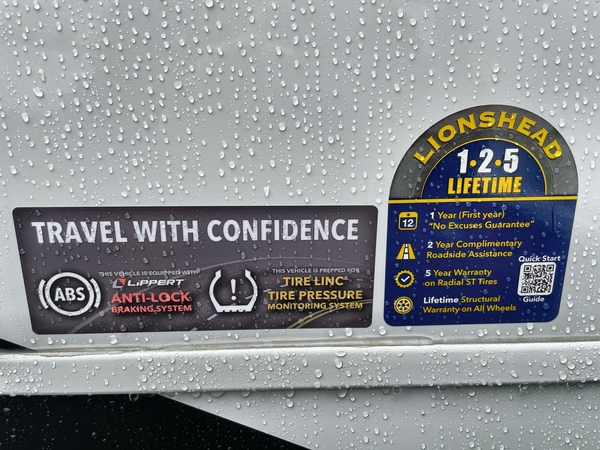 TRAVEL WITH CONFIDENCE
ABS
THIS VEHICLE IS EQUIPPED WITH
LIPPERT
ANTI-LOCK
BRAKING SYSTEM
THIS VEHICLE IS PREPPED FOR
TIRE LINC
TIRE PRESSURE
MONITORING SYSTEM
LIONSHEAD
1•2•5
LIFETIME
12
1 Year (First year)
"No Excuses Guarantee"
2 Year Complimentary
Roadside Assistance
5 Year Warranty
on Radial ST Tires
Lifetime Structural
Warranty on All Wheels
Quick Start
Guide